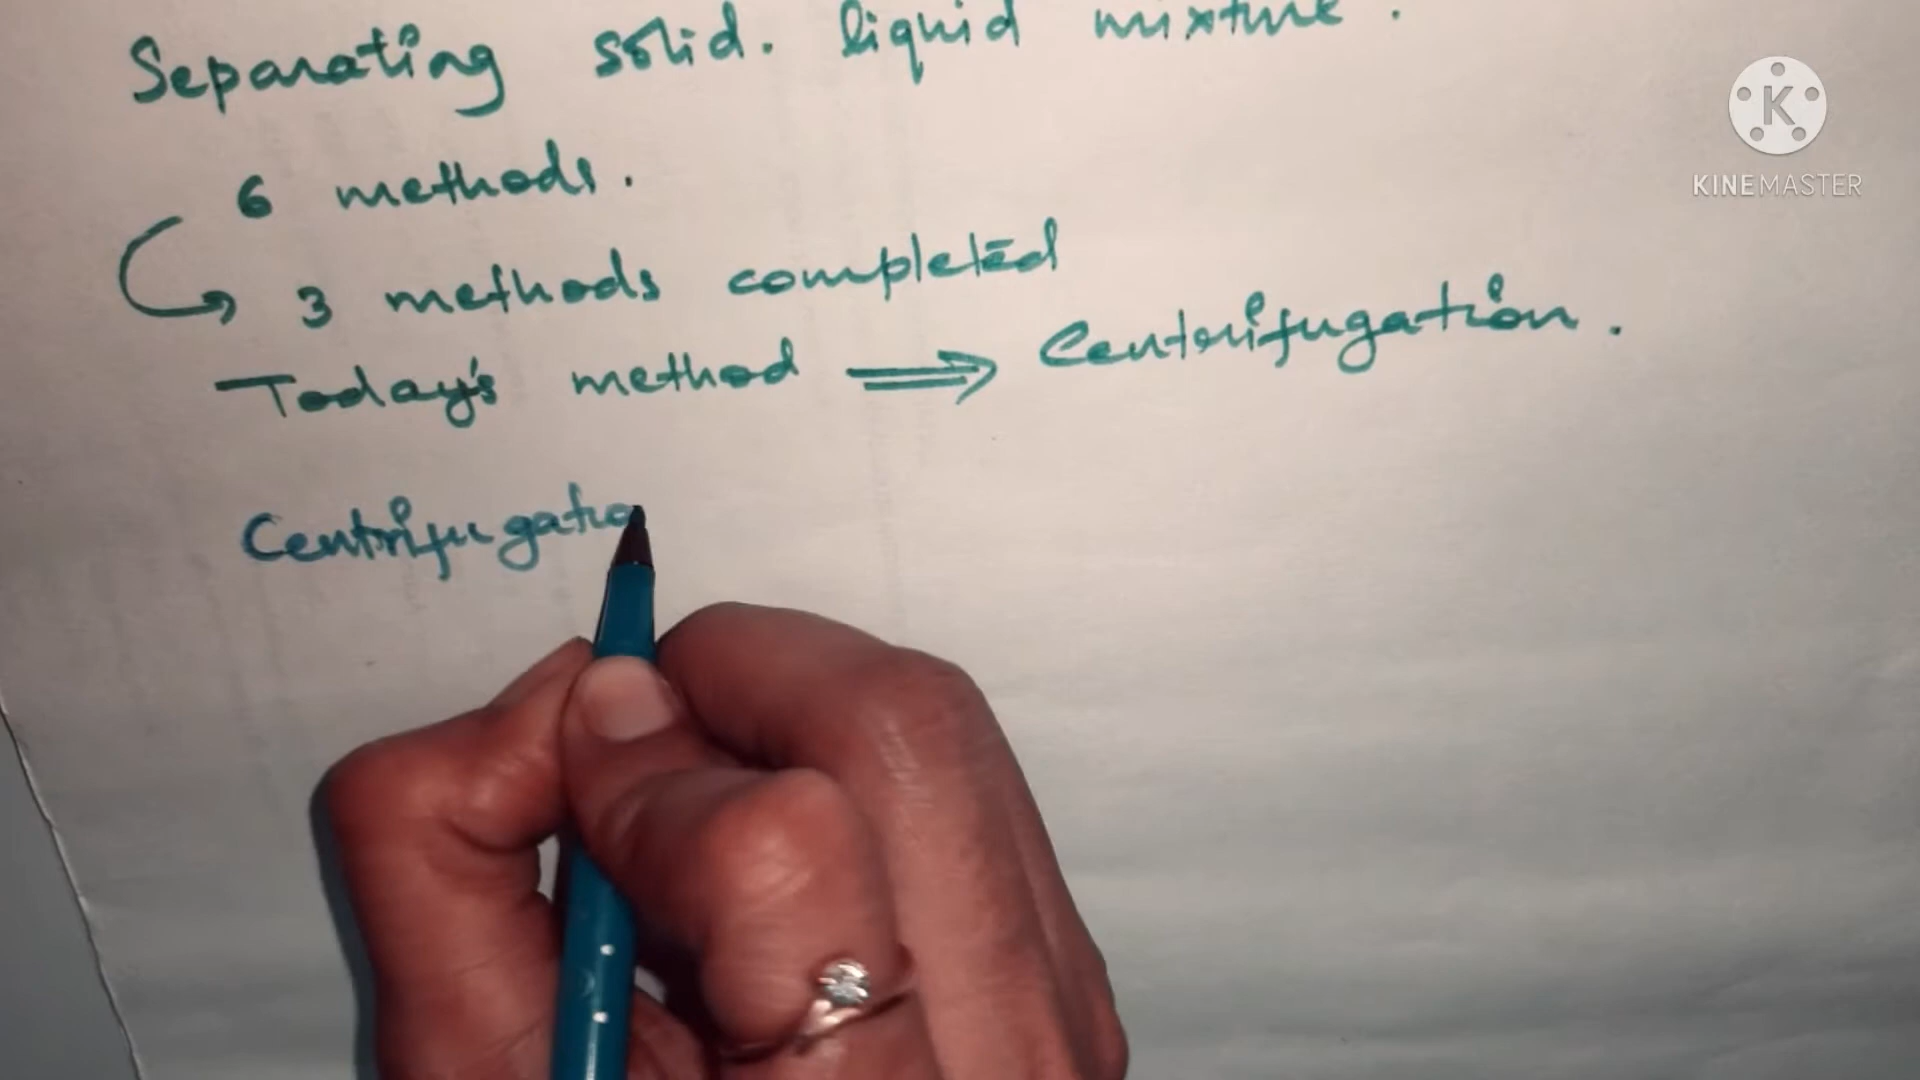 Separating solid. liquid mixture.
6 methods.
3 methods completed
Today's method ⟹ Centrifugation.
Centrifugatio
K
KINEMASTER